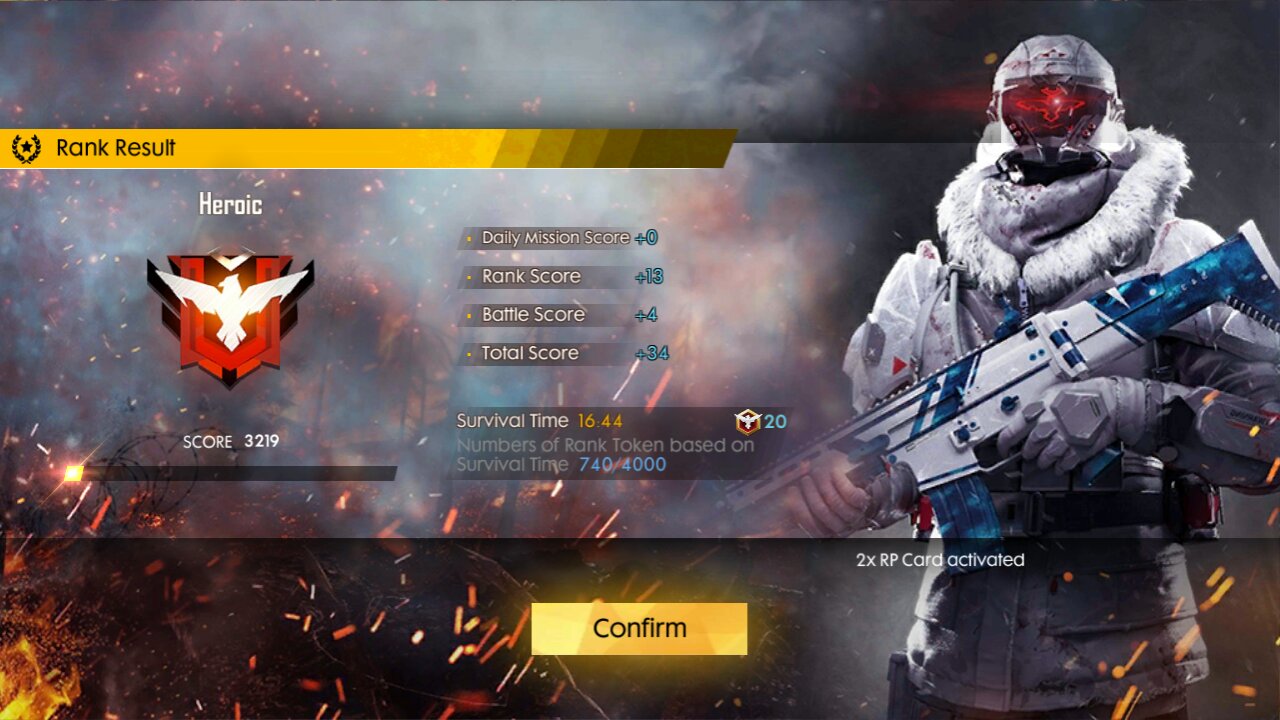 Rank Result
Heroic
Daily Mission Score +0
Rank Score +13
Battle Score +4
Total Score +34
SCORE 3219
Survival Time 16:44 20
Numbers of Rank Token based on
Survival Time 740/4000
2x RP Card activated
Confirm